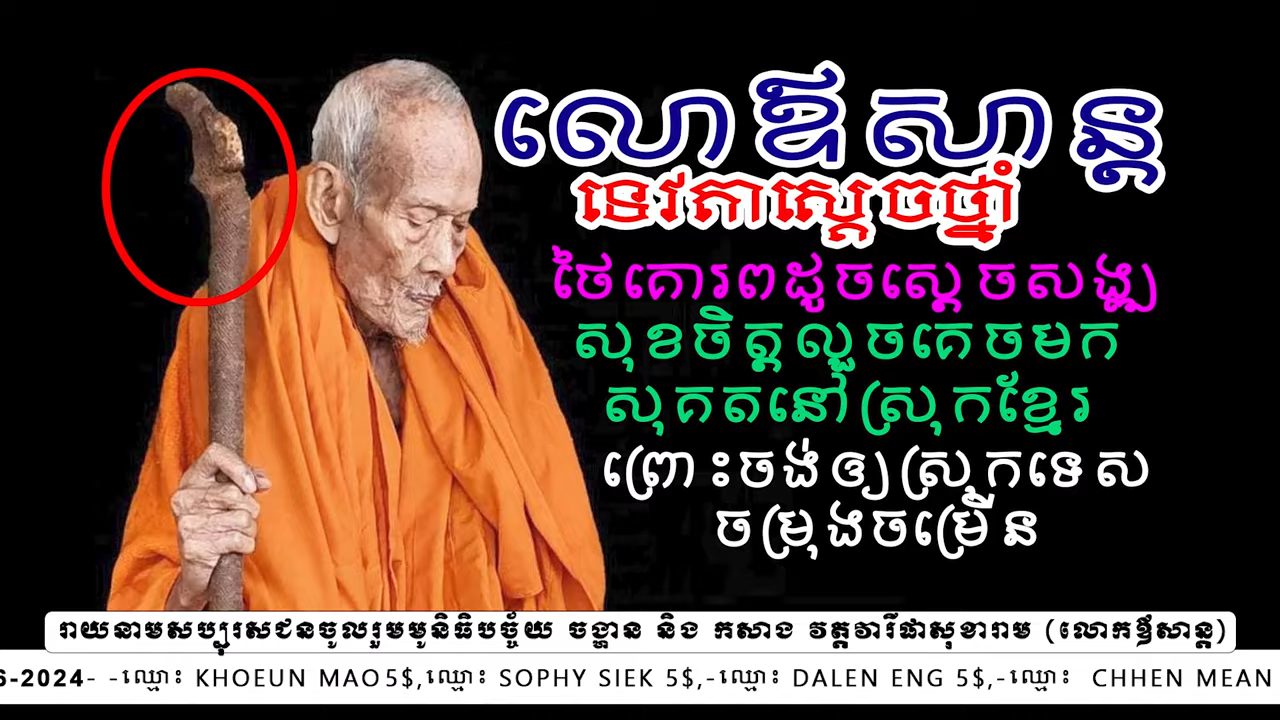 លោឪសាន្ត
ទេវតាស្តេចថ្នាំ
ថៃគោរពដូចស្តេចសង្ឃ
សុខចិត្តលួចគេចមក
សុគតនៅស្រុកខ្មែរ
ព្រោះចង់ឲ្យស្រុកទេស
ចម្រុងចម្រើន
រាយនាមសប្បុរសជនចូលរួមមូនិធិបច្ច័យ ចង្ហាន និង កសាង វត្តវារីផាសុខារាម (លោកឪសាន្ត)
6-2024- -ឈ្មោះ KHOEUN MAO 5$,ឈ្មោះ SOPHY SIEK 5$,-ឈ្មោះ DALEN ENG 5$,-ឈ្មោះ CHHEN MEAN